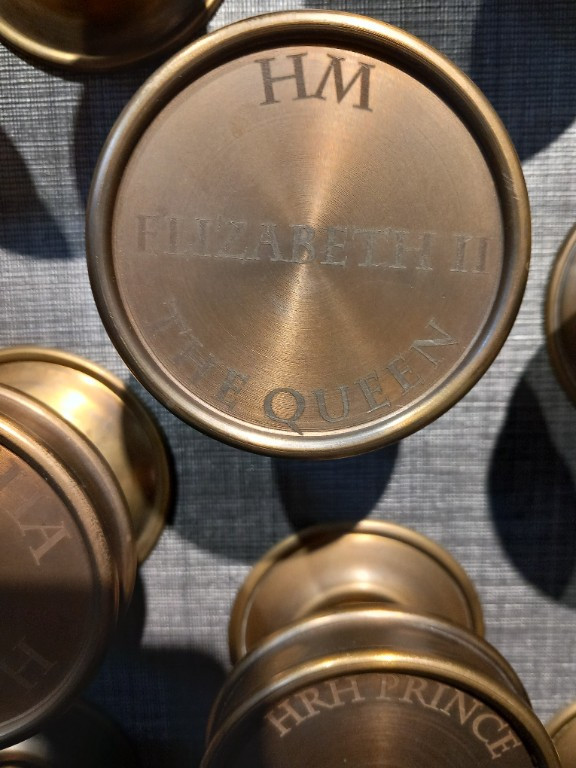 HM
ELIZABETH II
THE QUEEN
HRH PRINCE